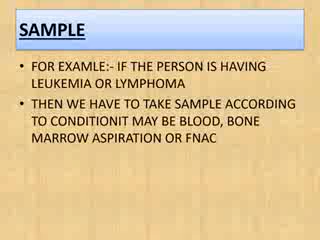 SAMPLE
• FOR EXAMLE:- IF THE PERSON IS HAVING
LEUKEMIA OR LYMPHOMA
• THEN WE HAVE TO TAKE SAMPLE ACCORDING
TO CONDITIONIT MAY BE BLOOD, BONE
MARROW ASPIRATION OR FNAC